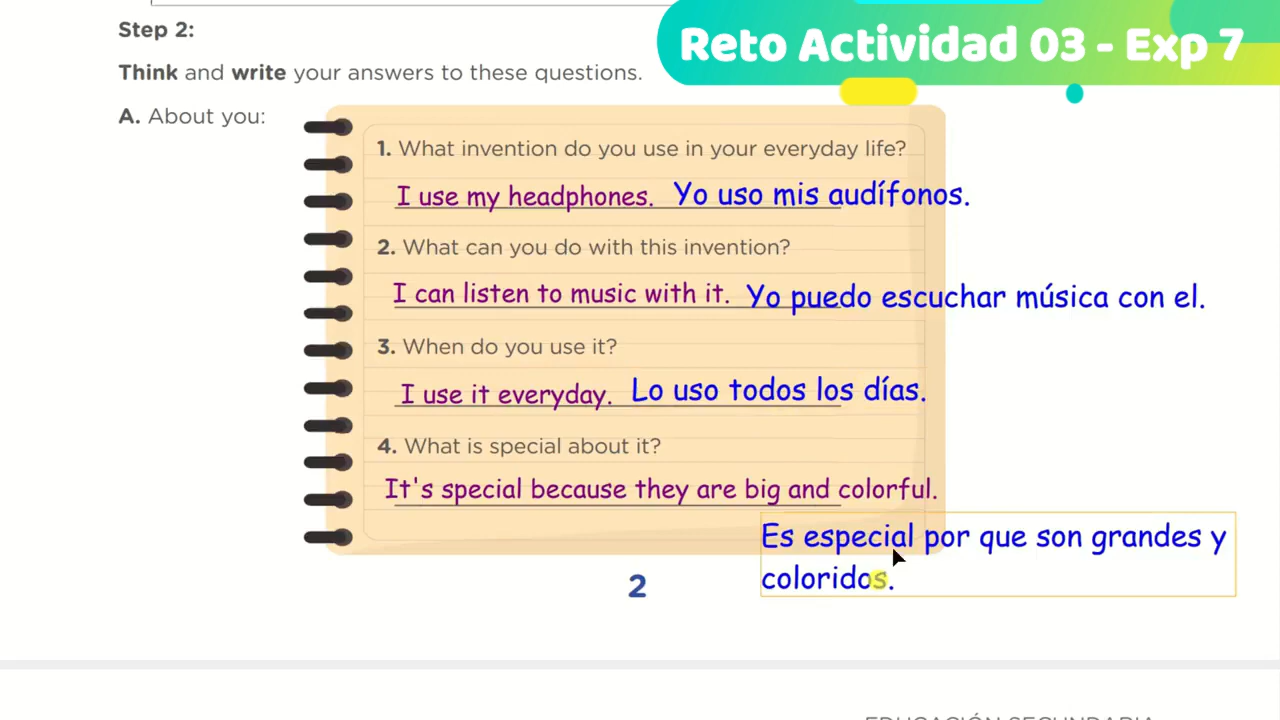 Step 2:
Reto Actividad 03 - Exp 7
Think and write your answers to these questions.
A. About you:
1. What invention do you use in your everyday life?
I use my headphones. Yo uso mis audífonos.
2. What can you do with this invention?
I can listen to music with it. Yo puedo escuchar música con el.
3. When do you use it?
I use it everyday. Lo uso todos los días.
4. What is special about it?
It's special because they are big and colorful.
Es especial por que son grandes y
coloridos.
2
EDUCACIÓN SECUNDARIA